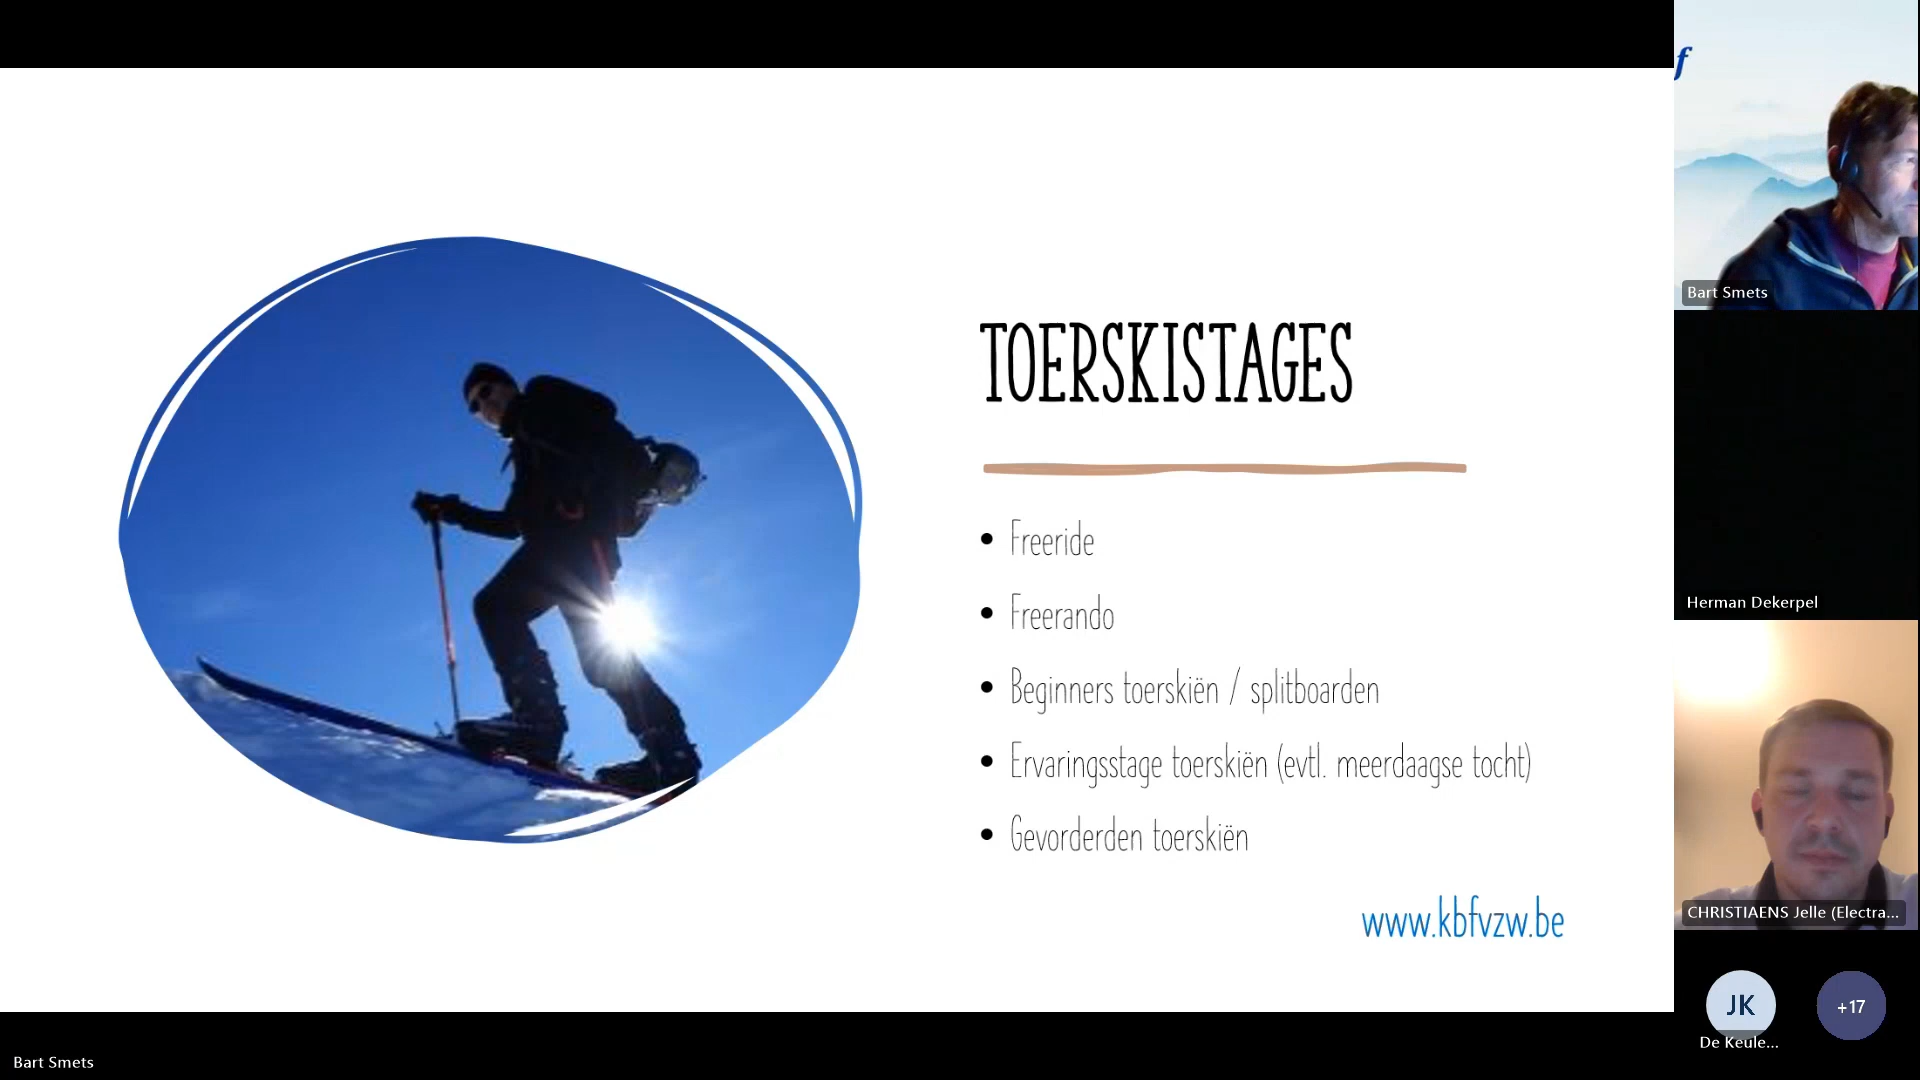 TOERSKISTAGES
• Freeride
• Freerando
• Beginners toerskiën / splitboarden
• Ervaringsstage toerskiën (evtl. meerdaagse tocht)
• Gevorderden toerskiën
www.kbfvzw.be
f
Bart Smets
Herman Dekerpel
CHRISTIAENS Jelle (Electra...
JK
De Keule...
+17
Bart Smets